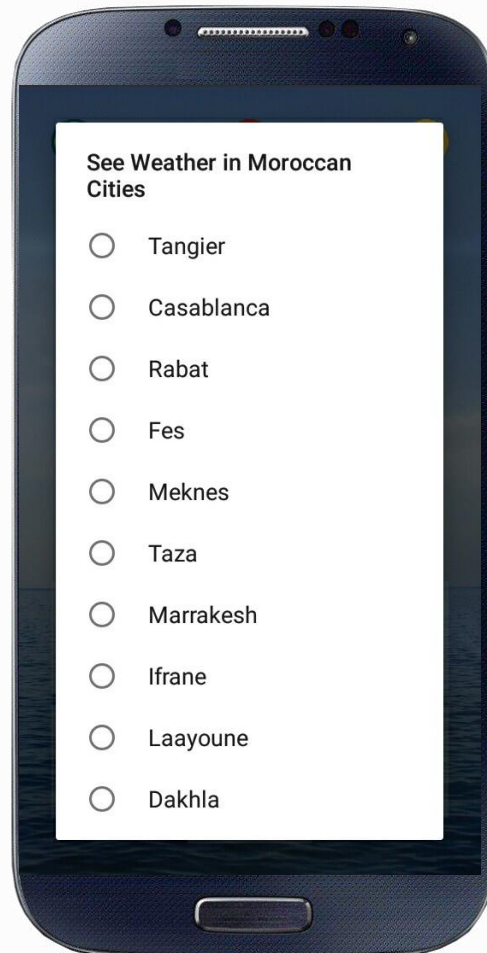 See Weather in Moroccan
Cities
Tangier
Casablanca
Rabat
Fes
Meknes
Taza
Marrakesh
Ifrane
Laayoune
Dakhla